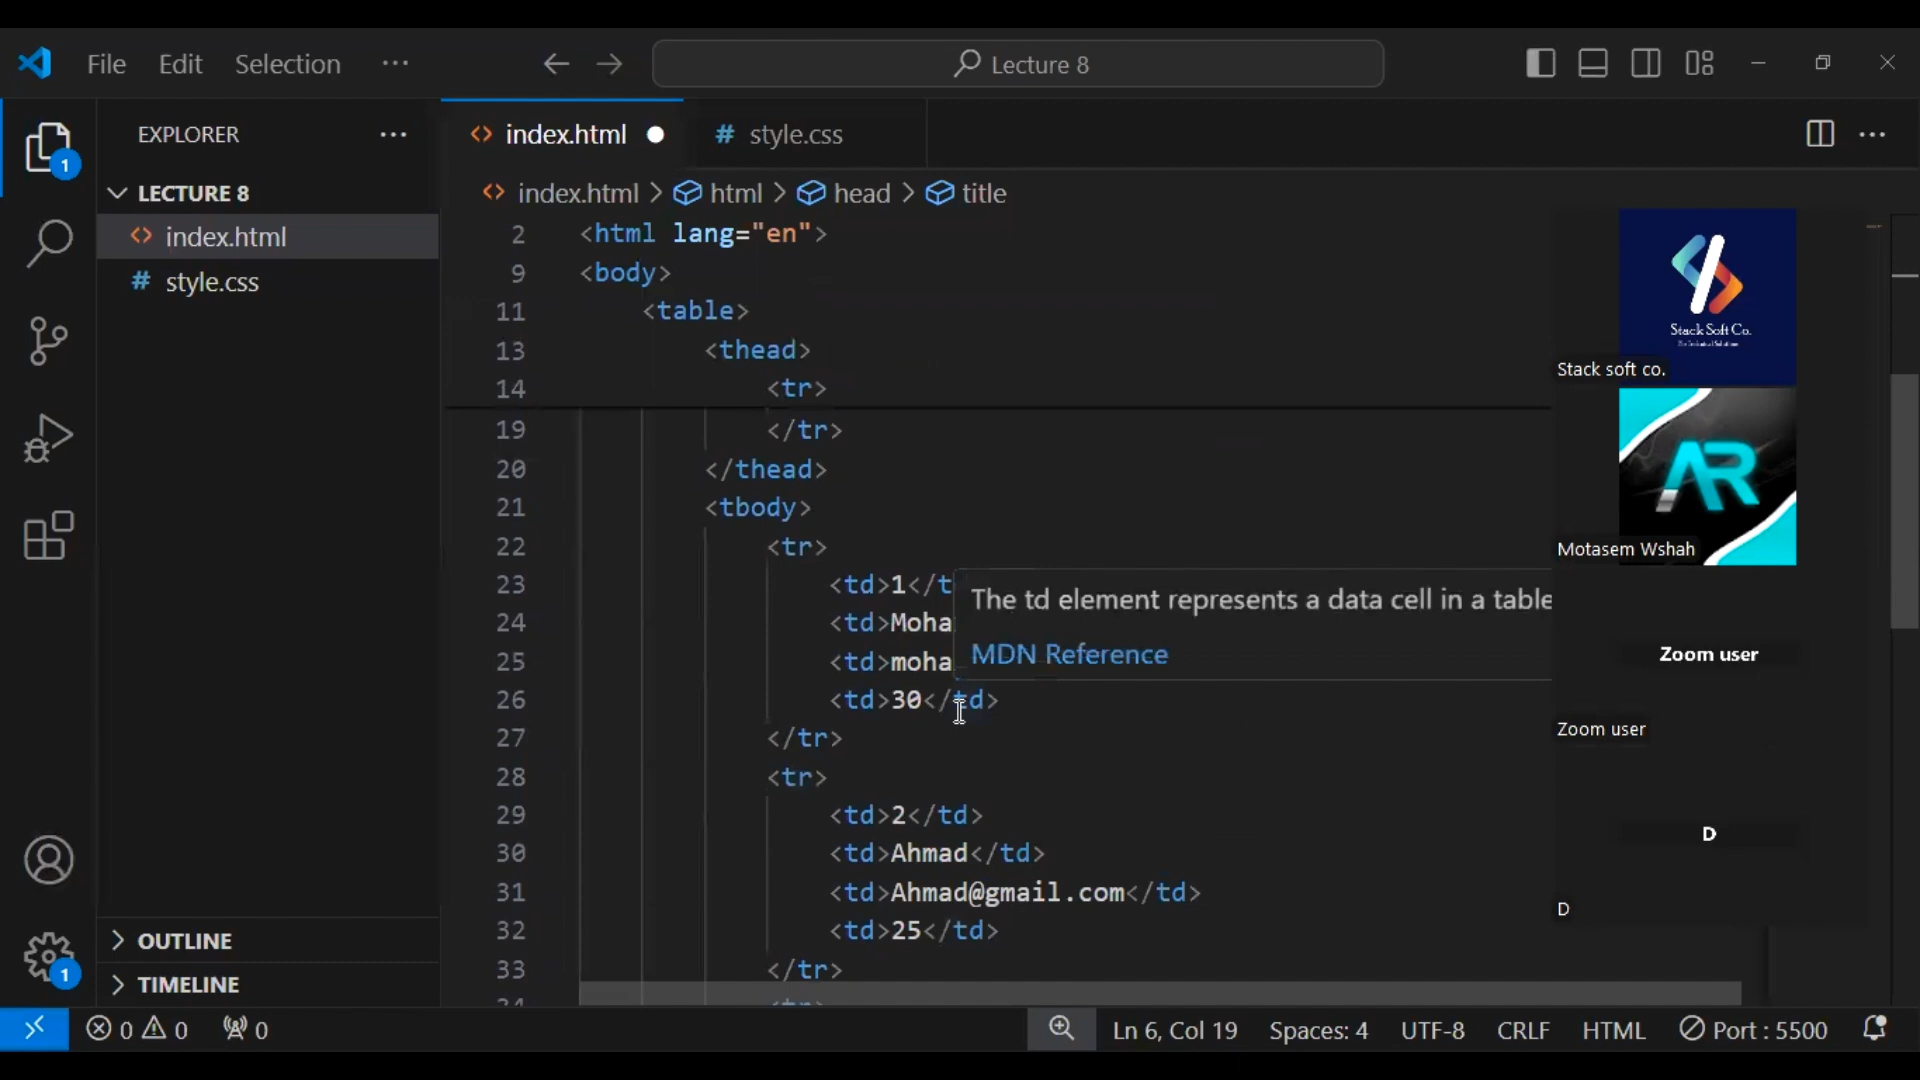 File Edit Selection ··· Lecture 8
EXPLORER ···
index.html
style.css
1
LECTURE 8
index.html
style.css
index.html > html > head > title
2 <html lang="en">
9 <body>
11 <table>
13 <thead>
14 <tr>
19 </tr>
20 </thead>
21 <tbody>
22 <tr>
23 <td>1</t
24 <td>Moha
25 <td>moha
26 <td>30</td>
27 </tr>
28 <tr>
29 <td>2</td>
30 <td>Ahmad</td>
31 <td>Ahmad@gmail.com</td>
32 <td>25</td>
33 </tr>
The td element represents a data cell in a table
MDN Reference
Stack Soft Co.
Stack soft co.
AR
Motasem Wshah
Zoom user
Zoom user
D
D
OUTLINE
TIMELINE
1
0 0 0 Ln 6, Col 19 Spaces: 4 UTF-8 CRLF HTML Port : 5500